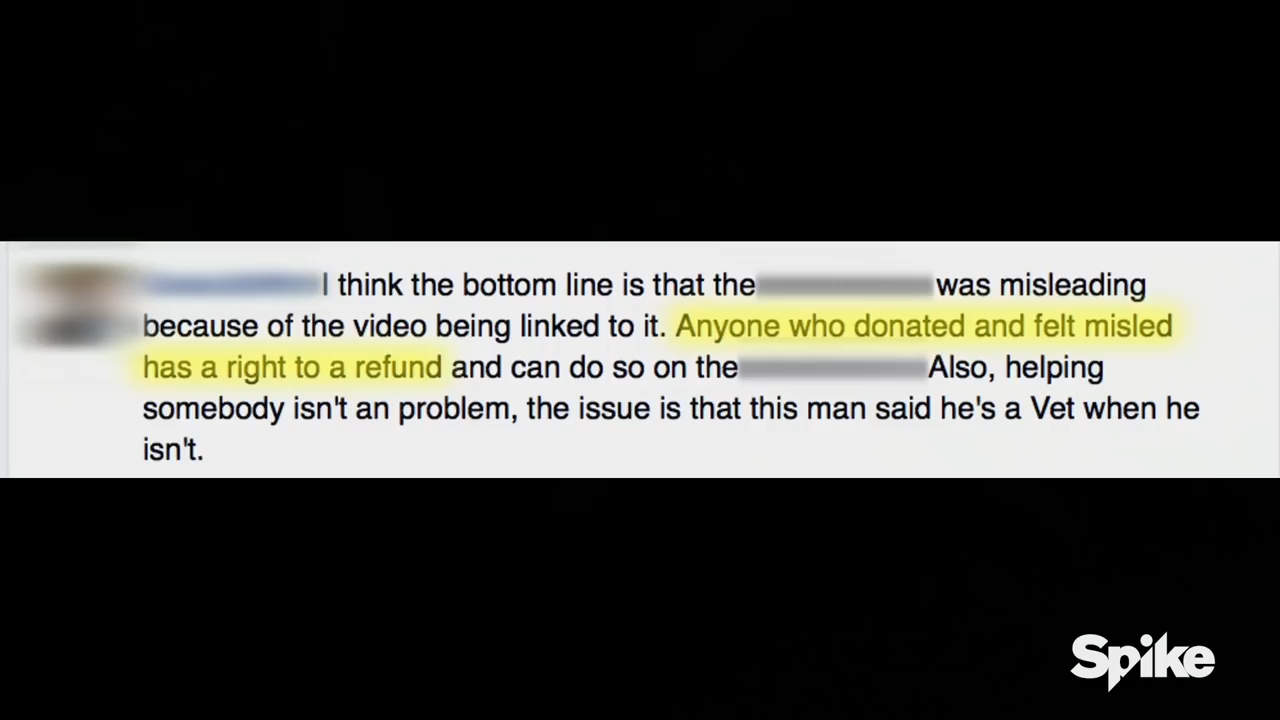 I think the bottom line is that the was misleading
because of the video being linked to it. Anyone who donated and felt misled
has a right to a refund and can do so on the Also, helping
somebody isn't an problem, the issue is that this man said he's a Vet when he
isn't.
Spike